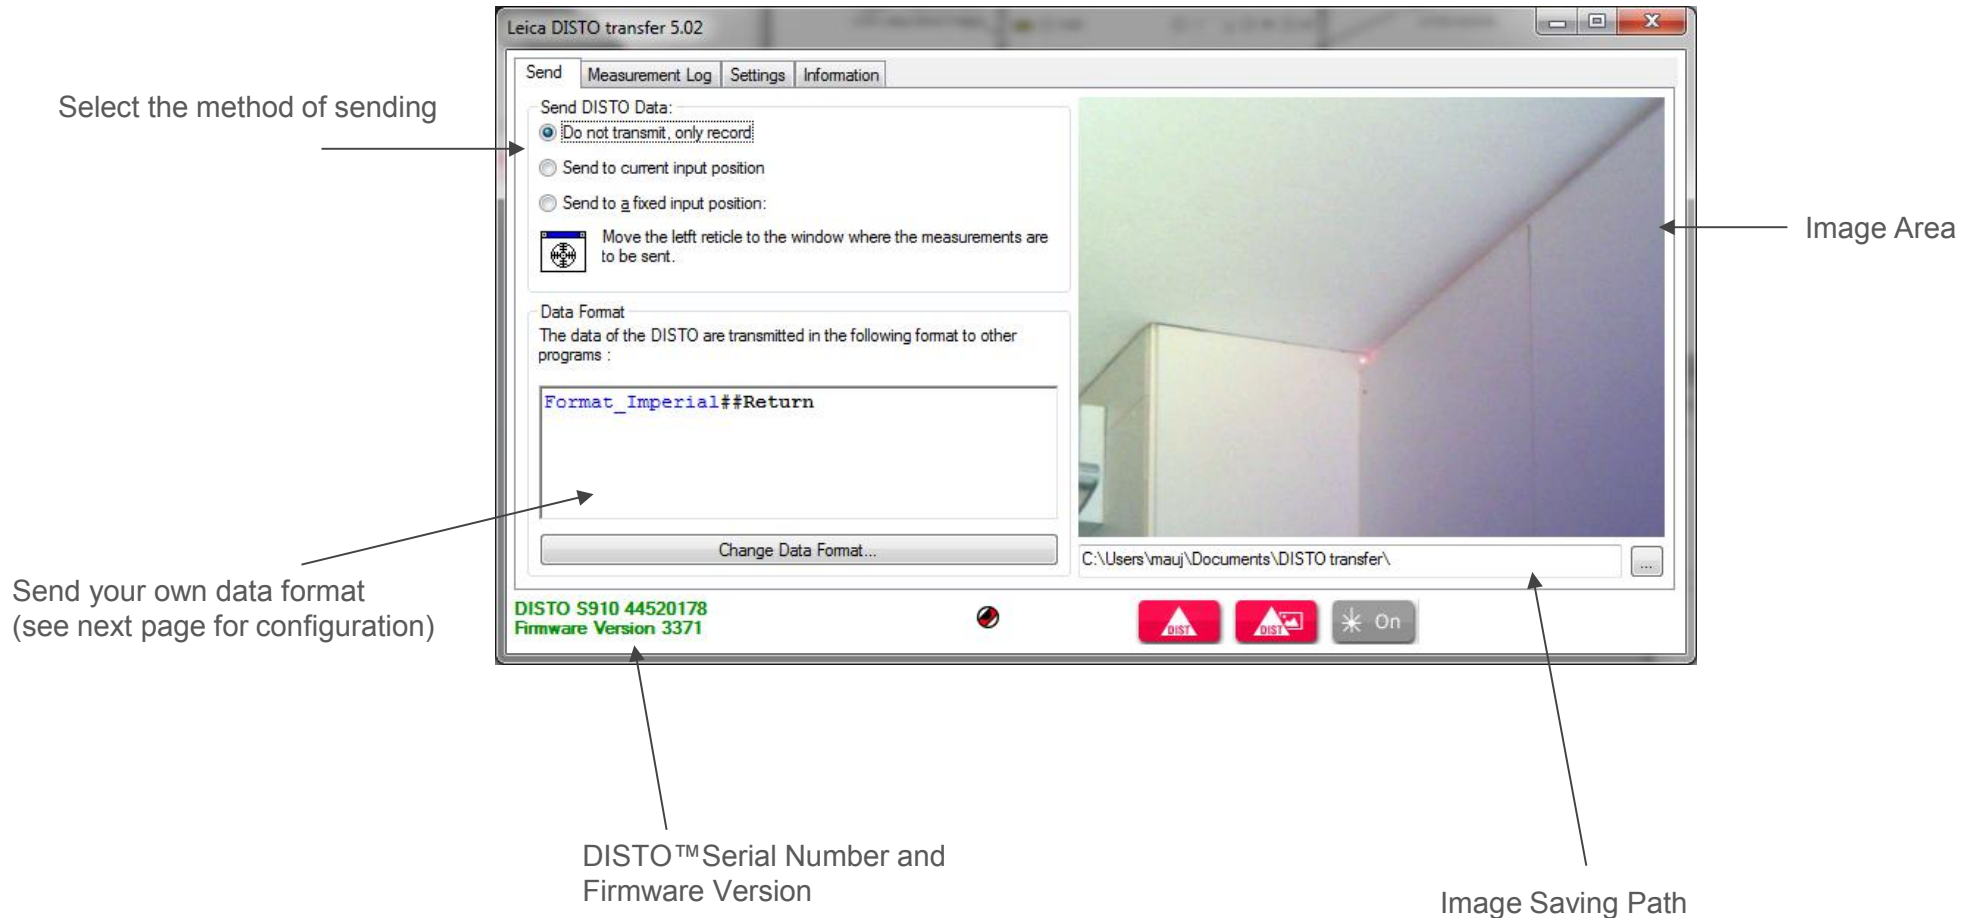 Leica DISTO transfer 5.02
Send Measurement Log Settings Information
Select the method of sending
Send DISTO Data:
Do not transmit, only record
Send to current input position
Send to a fixed input position:
Move the letft reticle to the window where the measurements are
to be sent.
Image Area
Data Format
The data of the DISTO are transmitted in the following format to other
programs :
Format_Imperial##Return
Change Data Format...
C:\Users\mauj\Documents\DISTO transfer\
...
Send your own data format
(see next page for configuration)
DISTO S910 44520178
Firmware Version 3371
DIST
DIST
On
DISTO™Serial Number and
Firmware Version
Image Saving Path